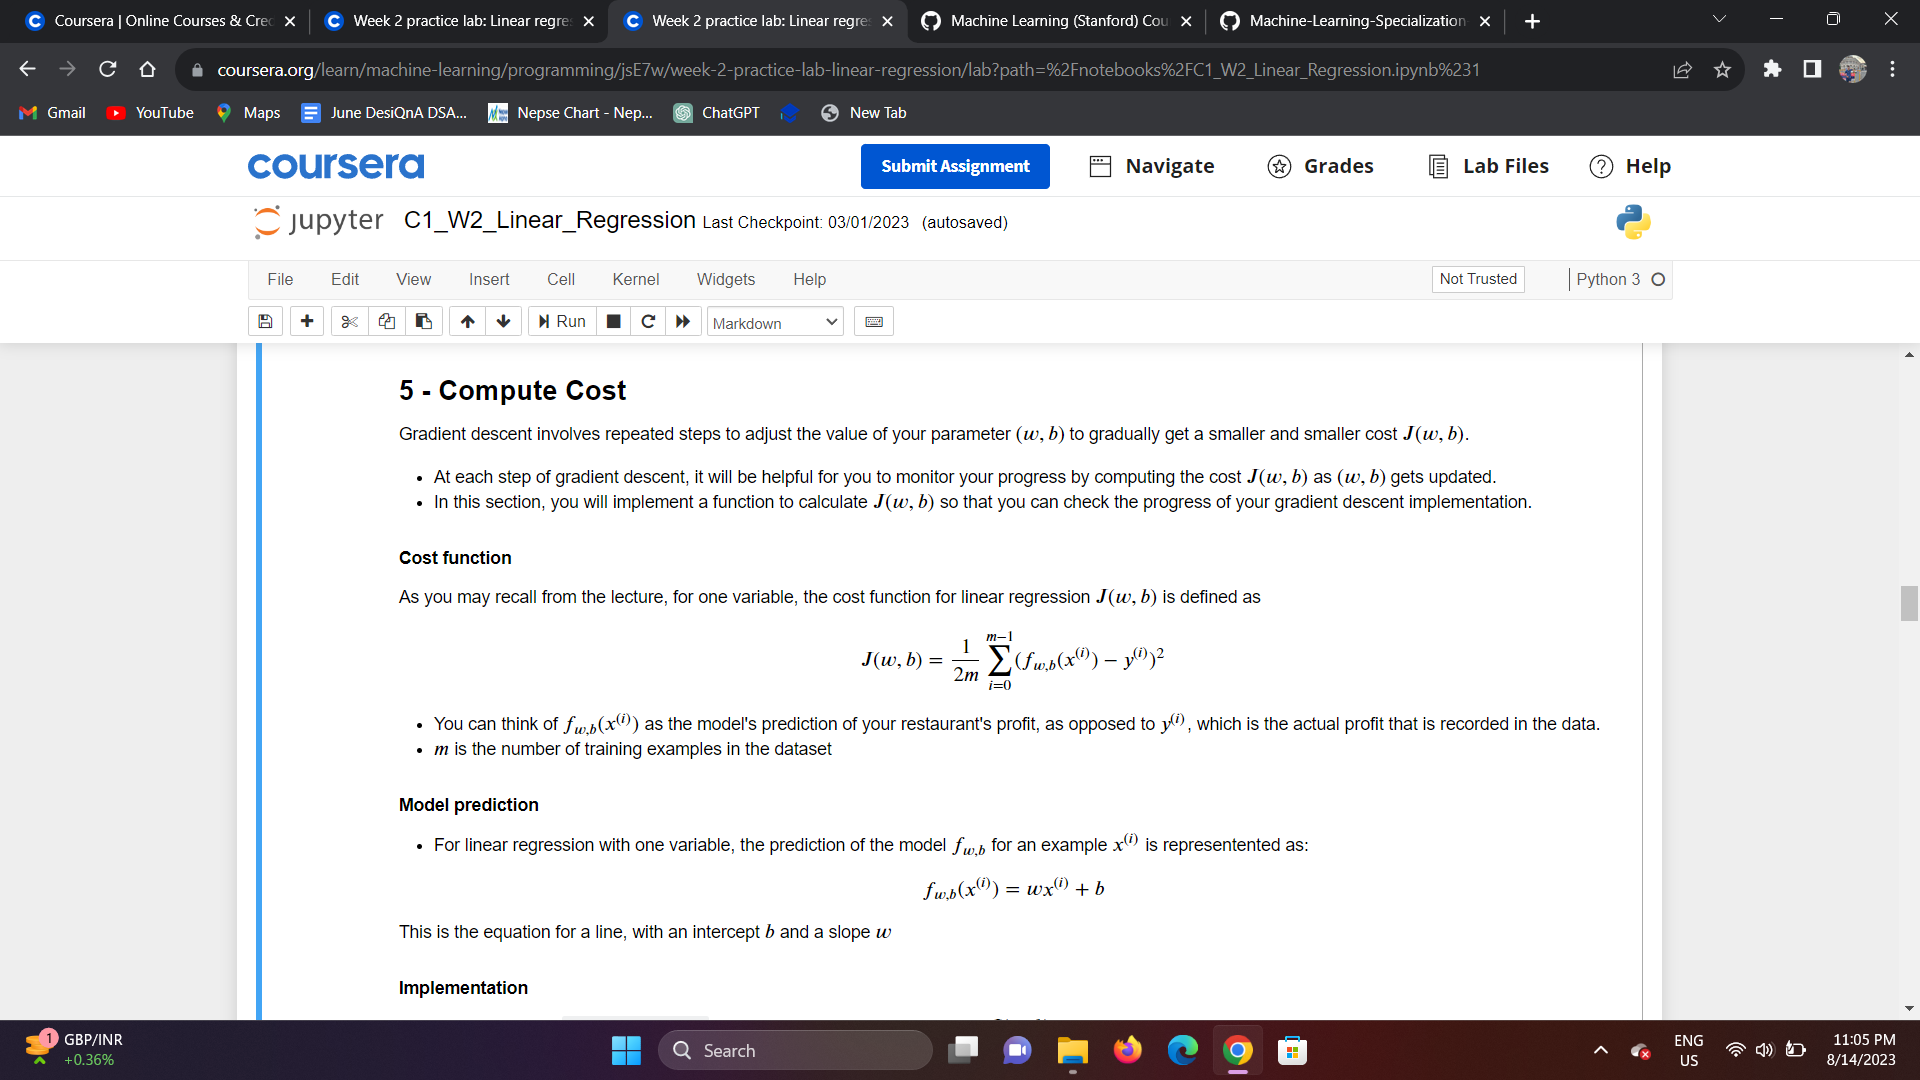 Coursera | Online Courses & Cre
Week 2 practice lab: Linear regres
Week 2 practice lab: Linear regres
Machine Learning (Stanford) Cou
Machine-Learning-Specialization
coursera.org/learn/machine-learning/programming/jsE7w/week-2-practice-lab-linear-regression/lab?path=%2Fnotebooks%2FC1_W2_Linear_Regression.ipynb%231
Gmail
YouTube
Maps
June DesiQnA DSA...
Nepse Chart - Nep...
ChatGPT
New Tab
coursera
Submit Assignment
Navigate
Grades
Lab Files
Help
jupyter C1_W2_Linear_Regression Last Checkpoint: 03/01/2023 (autosaved)
File Edit View Insert Cell Kernel Widgets Help
Not Trusted
Python 3
Run
Markdown
5 - Compute Cost
Gradient descent involves repeated steps to adjust the value of your parameter (w, b) to gradually get a smaller and smaller cost J(w, b).
• At each step of gradient descent, it will be helpful for you to monitor your progress by computing the cost J(w, b) as (w, b) gets updated.
• In this section, you will implement a function to calculate J(w, b) so that you can check the progress of your gradient descent implementation.
Cost function
As you may recall from the lecture, for one variable, the cost function for linear regression J(w, b) is defined as
J(w, b) = \frac{1}{2m} \sum_{i=0}^{m-1} (f_{w,b}(x^{(i)}) − y^{(i)})^2
• You can think of f_{w,b}(x^{(i)}) as the model's prediction of your restaurant's profit, as opposed to y^{(i)}, which is the actual profit that is recorded in the data.
• m is the number of training examples in the dataset
Model prediction
• For linear regression with one variable, the prediction of the model f_{w,b} for an example x^{(i)} is representented as:
f_{w,b}(x^{(i)}) = wx^{(i)} + b
This is the equation for a line, with an intercept b and a slope w
Implementation
1
GBP/INR
+0.36%
Search
ENG
US
11:05 PM
8/14/2023